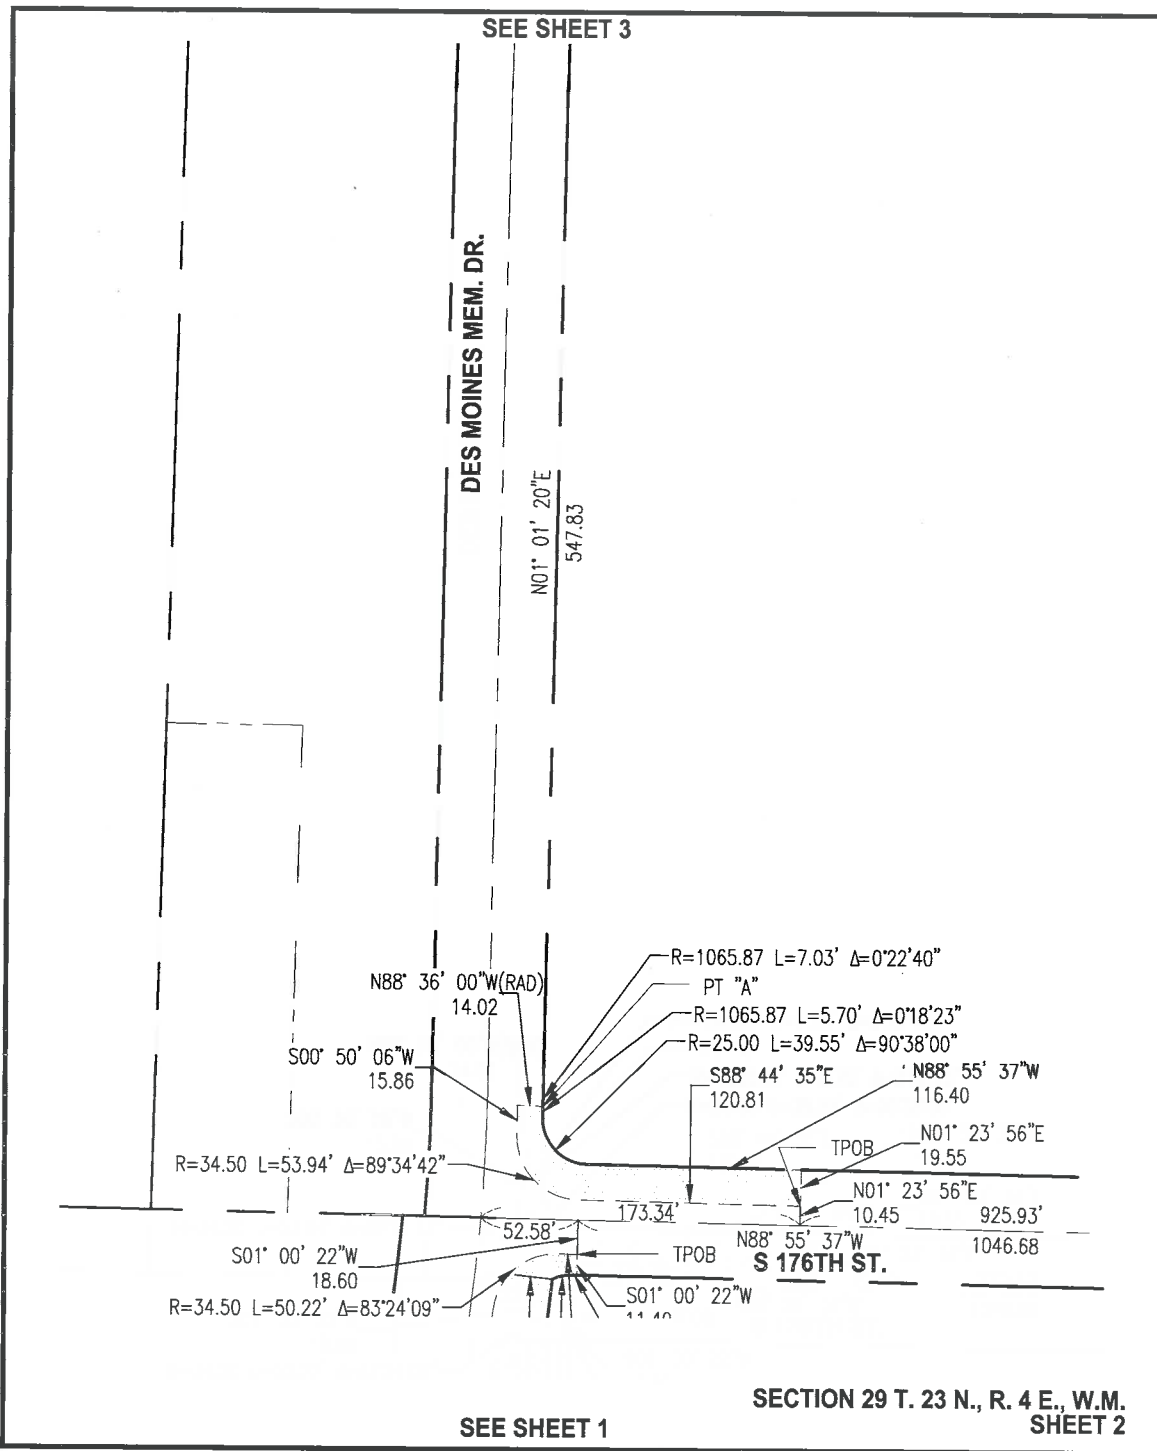 SEE SHEET 3
DES MOINES MEM. DR.
N01° 01' 20"E
547.83
R=1065.87 L=7.03' Δ=0°22'40"
PT "A"
N88° 36' 00"W(RAD)
14.02
R=1065.87 L=5.70' Δ=0°18'23"
R=25.00 L=39.55' Δ=90°38'00"
S00° 50' 06"W
15.86
S88° 44' 35"E
120.81
N88° 55' 37"W
116.40
N01° 23' 56"E
19.55
TPOB
R=34.50 L=53.94' Δ=89°34'42"
N01° 23' 56"E
10.45
173.34'
925.93'
52.58'
N88° 55' 37"W
1046.68
S01° 00' 22"W
18.60
TPOB
S 176TH ST.
R=34.50 L=50.22' Δ=83°24'09"
S01° 00' 22"W
SECTION 29 T. 23 N., R. 4 E., W.M.
SHEET 2
SEE SHEET 1